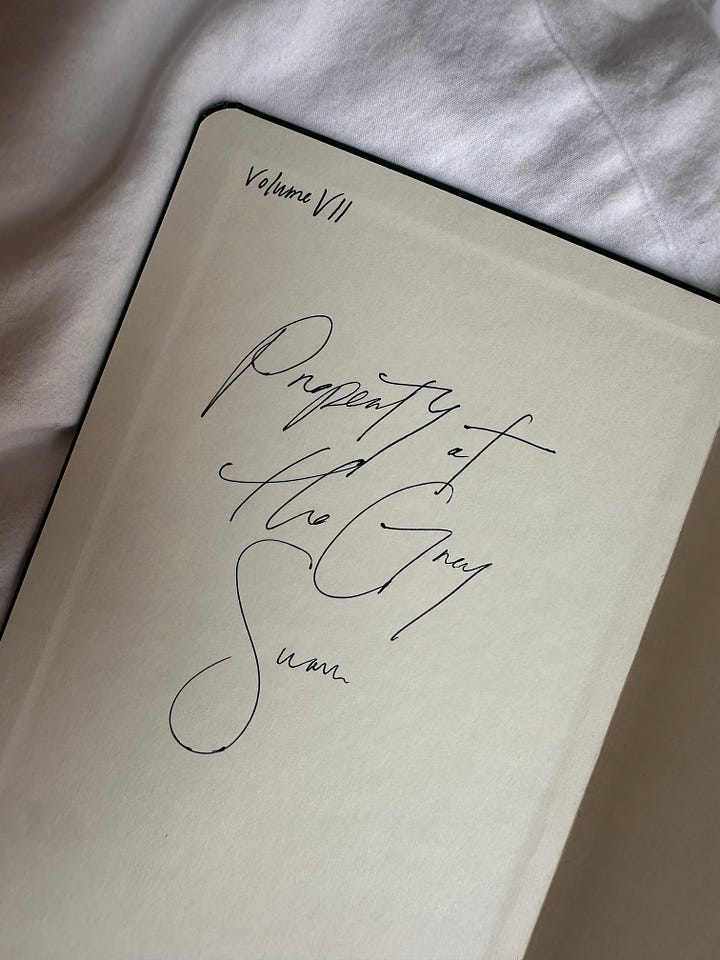 Volume VII
Property of
the Grey
Swan